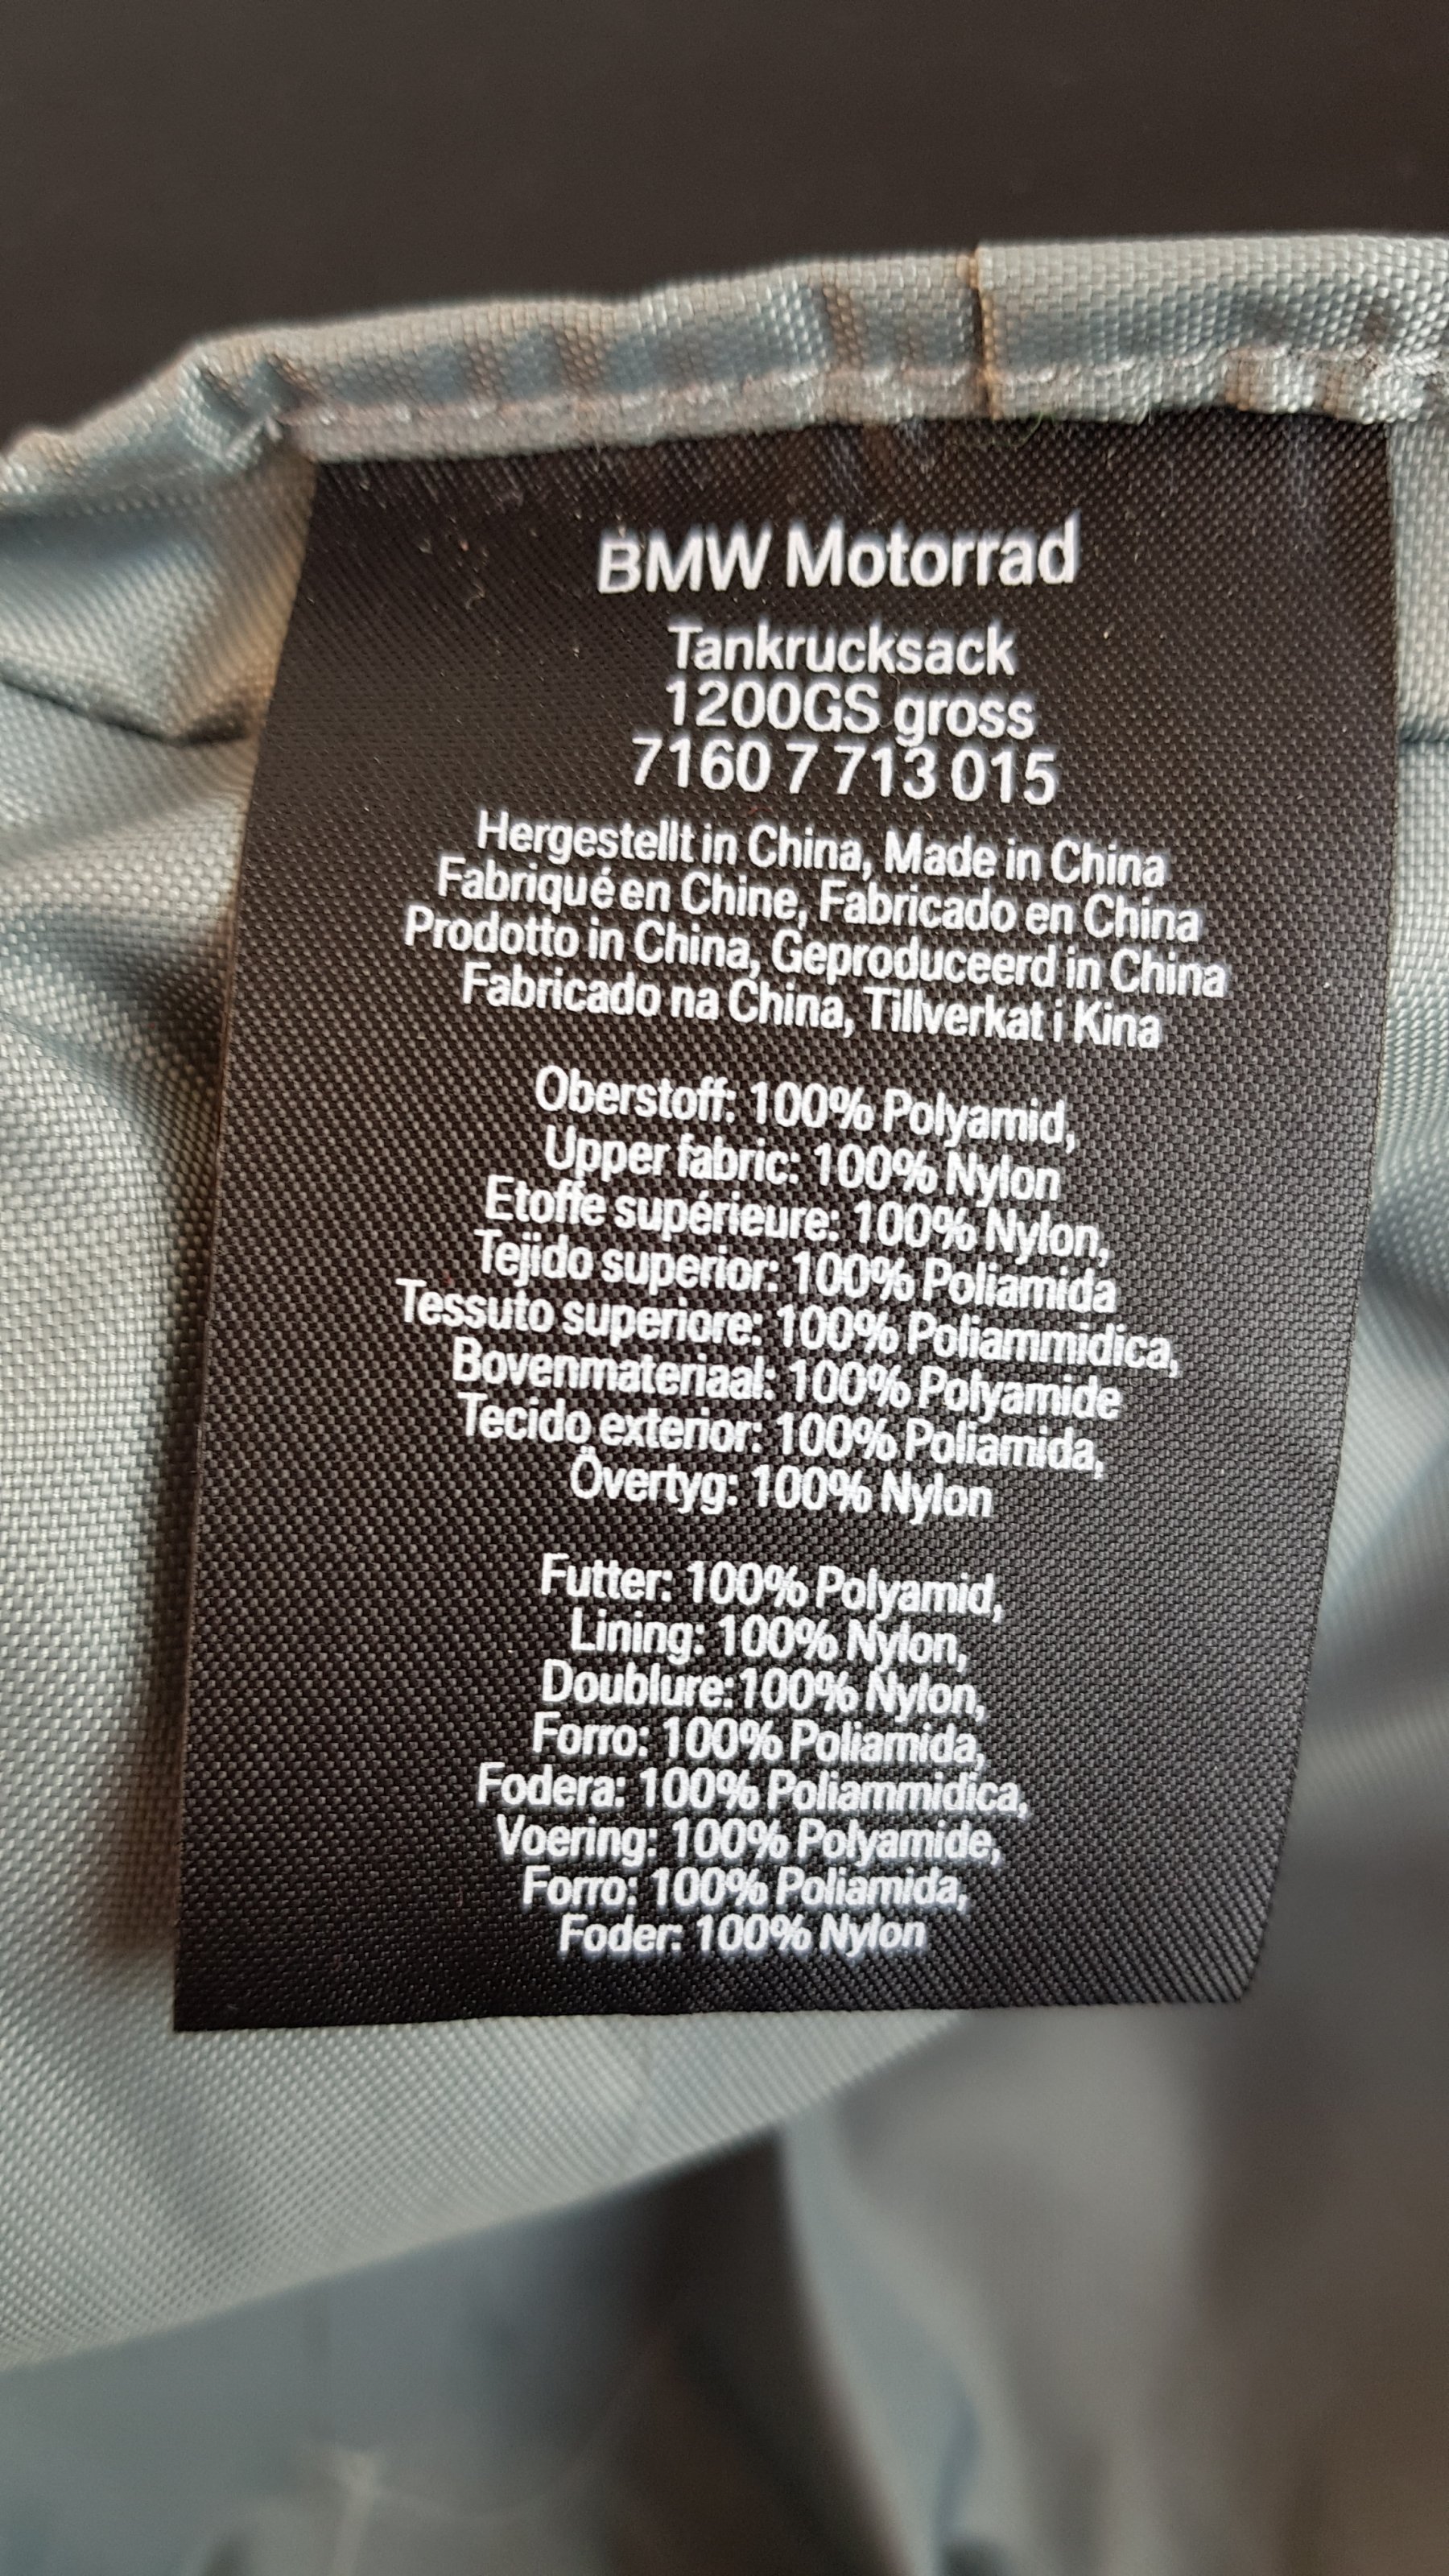 BMW Motorrad
Tankrucksack
1200GS gross
7160 7 713 015
Hergestellt in China, Made in China
Fabriqué en Chine, Fabricado en China
Prodotto in China, Geproduceerd in China
Fabricado na China, Tillverkat i Kina
Oberstoff: 100% Polyamid,
Upper fabric: 100% Nylon
Etoffe supérieure: 100% Nylon,
Tejido superior: 100% Poliamida
Tessuto superiore: 100% Poliammidica,
Bovenmateriaal: 100% Polyamide
Tecido exterior: 100% Poliamida,
Övertyg: 100% Nylon
Futter: 100% Polyamid,
Lining: 100% Nylon,
Doublure: 100% Nylon,
Forro: 100% Poliamida,
Fodera: 100% Poliammidica,
Voering: 100% Polyamide,
Forro: 100% Poliamida,
Foder: 100% Nylon